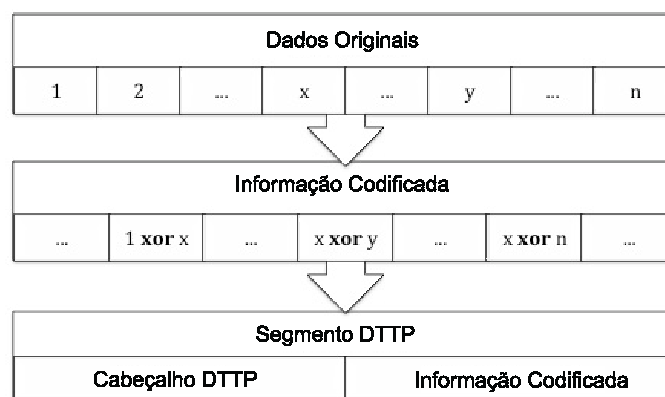 Dados Originais
1 2 ... x ... y ... n
Informação Codificada
... 1 xor x ... x xor y ... x xor n ...
Segmento DTTP
Cabeçalho DTTP Informação Codificada